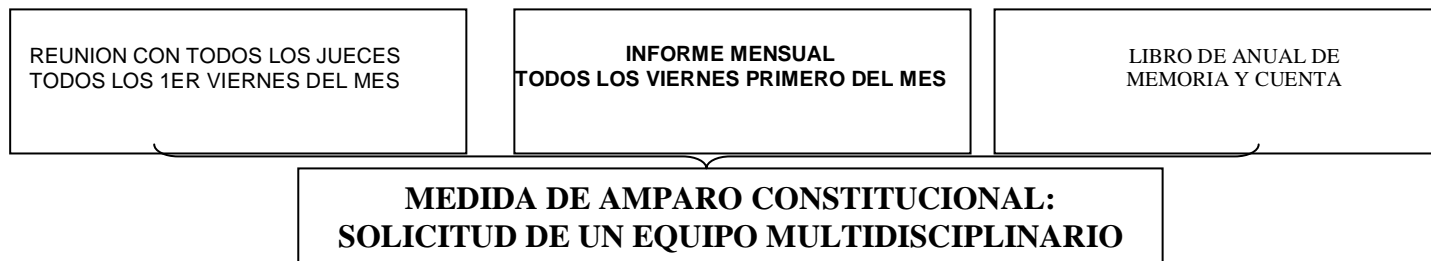 REUNION CON TODOS LOS JUECES
TODOS LOS 1ER VIERNES DEL MES
INFORME MENSUAL
TODOS LOS VIERNES PRIMERO DEL MES
LIBRO DE ANUAL DE
MEMORIA Y CUENTA
MEDIDA DE AMPARO CONSTITUCIONAL:
SOLICITUD DE UN EQUIPO MULTIDISCIPLINARIO